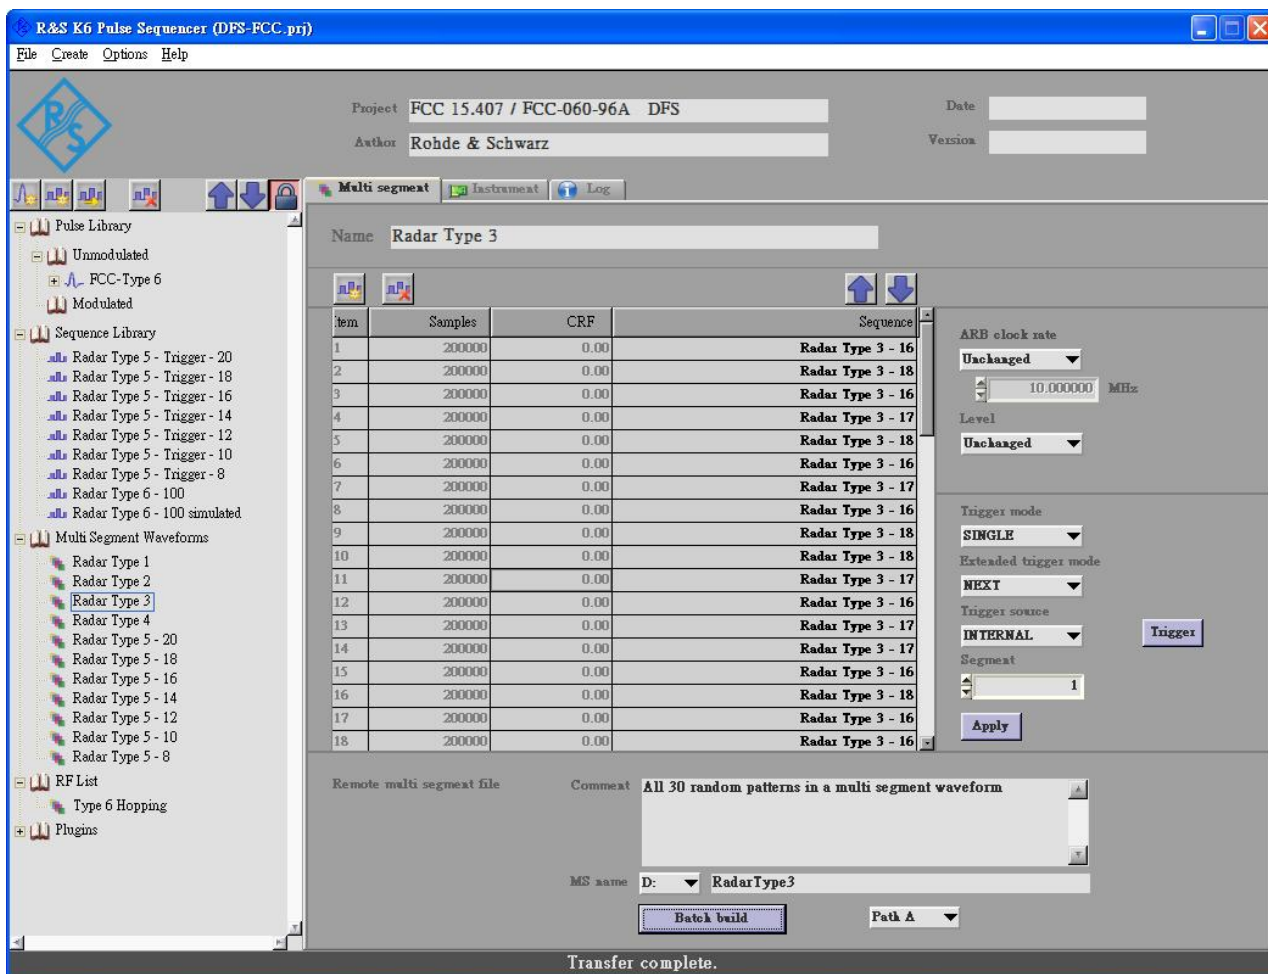 R&S K6 Pulse Sequencer (DFS-FCC.prj)
File Create Options Help
R/S
Project FCC 15.407 / FCC-060-96A DFS
Date
Author Rohde & Schwarz
Version
Multi segment Instrument Log
Pulse Library
Unmodulated
FCC-Type 6
Modulated
Sequence Library
Radar Type 5 - Trigger - 20
Radar Type 5 - Trigger - 18
Radar Type 5 - Trigger - 16
Radar Type 5 - Trigger - 14
Radar Type 5 - Trigger - 12
Radar Type 5 - Trigger - 10
Radar Type 5 - Trigger - 8
Radar Type 6 - 100
Radar Type 6 - 100 simulated
Multi Segment Waveforms
Radar Type 1
Radar Type 2
Radar Type 3
Radar Type 4
Radar Type 5 - 20
Radar Type 5 - 18
Radar Type 5 - 16
Radar Type 5 - 14
Radar Type 5 - 12
Radar Type 5 - 10
Radar Type 5 - 8
RF List
Type 6 Hopping
Plugins
Name Radar Type 3
Item Samples CRF Sequence
1 200000 0.00 Radar Type 3 - 16
2 200000 0.00 Radar Type 3 - 18
3 200000 0.00 Radar Type 3 - 16
4 200000 0.00 Radar Type 3 - 17
5 200000 0.00 Radar Type 3 - 18
6 200000 0.00 Radar Type 3 - 16
7 200000 0.00 Radar Type 3 - 17
8 200000 0.00 Radar Type 3 - 16
9 200000 0.00 Radar Type 3 - 18
10 200000 0.00 Radar Type 3 - 18
11 200000 0.00 Radar Type 3 - 17
12 200000 0.00 Radar Type 3 - 16
13 200000 0.00 Radar Type 3 - 17
14 200000 0.00 Radar Type 3 - 17
15 200000 0.00 Radar Type 3 - 16
16 200000 0.00 Radar Type 3 - 18
17 200000 0.00 Radar Type 3 - 16
18 200000 0.00 Radar Type 3 - 16
ARB clock rate
Unchanged
10.000000 MHz
Level
Unchanged
Trigger mode
SINGLE
Extended trigger mode
NEXT
Trigger source
INTERNAL
Trigger
Segment
1
Apply
Remote multi segment file
Comment All 30 random patterns in a multi segment waveform
MS name D: RadarType3
Batch build Path A
Transfer complete.